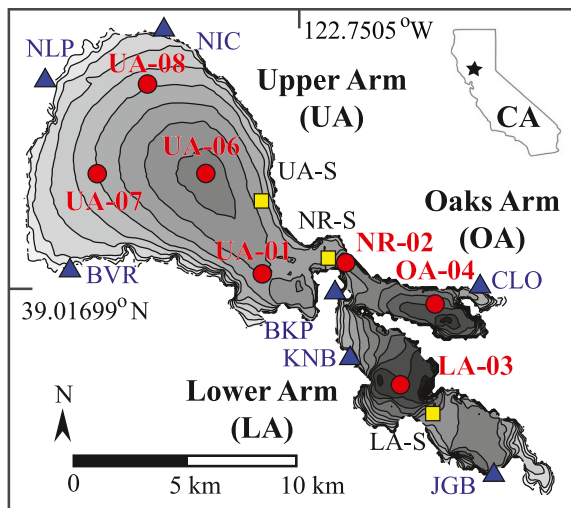 122.7505°W
NLP
NIC
UA-08
Upper Arm
(UA)
CA
UA-06
UA-S
UA-07
NR-S
Oaks Arm
(OA)
NR-02
UA-01
OA-04
BVR
CLO
39.01699°N
BKP
KNB
LA-03
Lower Arm
(LA)
N
LA-S
JGB
0
5 km
10 km